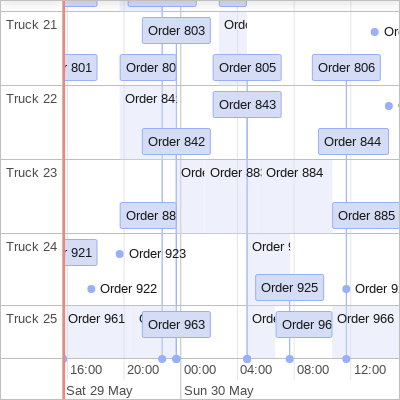 Truck 21
Order 803
Orde
Or
801
Order 80
Order 805
Order 806
Truck 22
Order 84
Order 843
Order 842
Order 844
Truck 23
Orde
Order 88
Order 884
Order 88
Order 885
Truck 24
921
Order 923
Order 9
Order 922
Order 925
Order 9
Truck 25
Order 961
Order 963
Orde
Order 96
Order 966
16:00
20:00
00:00
04:00
08:00
12:00
Sat 29 May
Sun 30 May